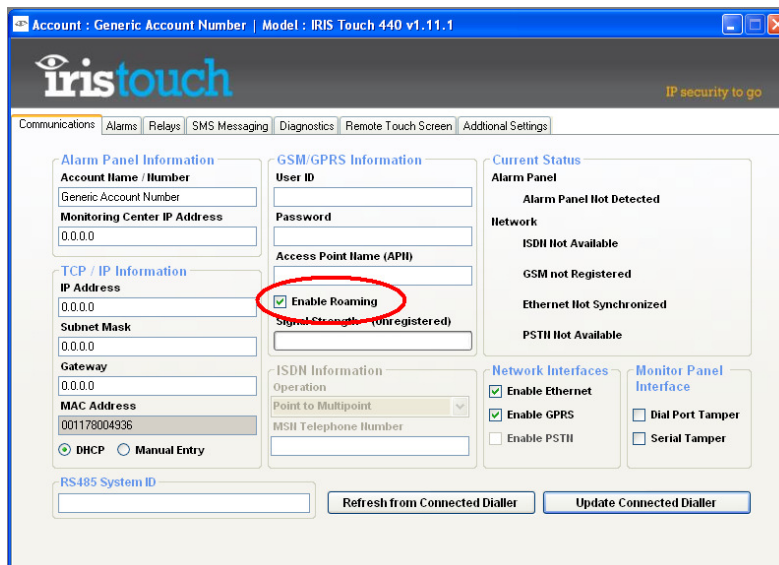 Account : Generic Account Number | Model : IRIS Touch 440 v1.11.1
iristouch
IP security to go
Communications Alarms Relays SMS Messaging Diagnostics Remote Touch Screen Addtional Settings
Alarm Panel Information
Account Name / Number
Generic Account Number
Monitoring Center IP Address
0.0.0.0
TCP / IP Information
IP Address
0.0.0.0
Subnet Mask
0.0.0.0
Gateway
0.0.0.0
MAC Address
001178004936
DHCP Manual Entry
RS485 System ID
GSM/GPRS Information
User ID
Password
Access Point Name (APN)
Enable Roaming
Signal Strength - (Unregistered)
ISDN Information
Operation
Point to Multipoint
MSN Telephone Number
Current Status
Alarm Panel
Alarm Panel Not Detected
Network
ISDN Not Available
GSM not Registered
Ethernet Not Synchronized
PSTN Not Available
Network Interfaces
Enable Ethernet
Enable GPRS
Enable PSTN
Monitor Panel
Interface
Dial Port Tamper
Serial Tamper
Refresh from Connected Dialler
Update Connected Dialler